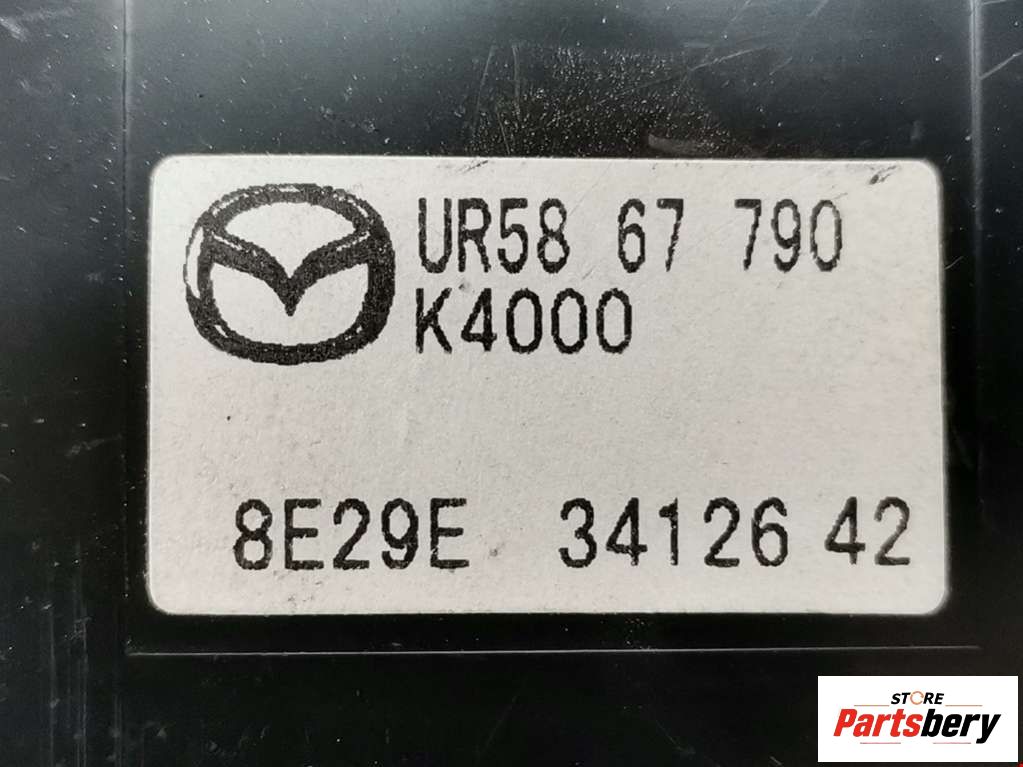 UR58 67 790
K4000
8E29E 34126 42
STORE
Partsbery